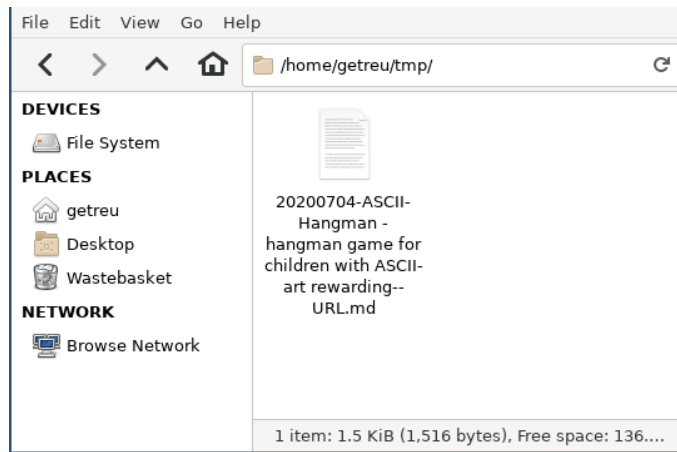 File Edit View Go Help
/home/getreu/tmp/
DEVICES
File System
PLACES
getreu
Desktop
Wastebasket
NETWORK
Browse Network
20200704-ASCII-
Hangman -
hangman game for
children with ASCII-
art rewarding--
URL.md
1 item: 1.5 KiB (1,516 bytes), Free space: 136....